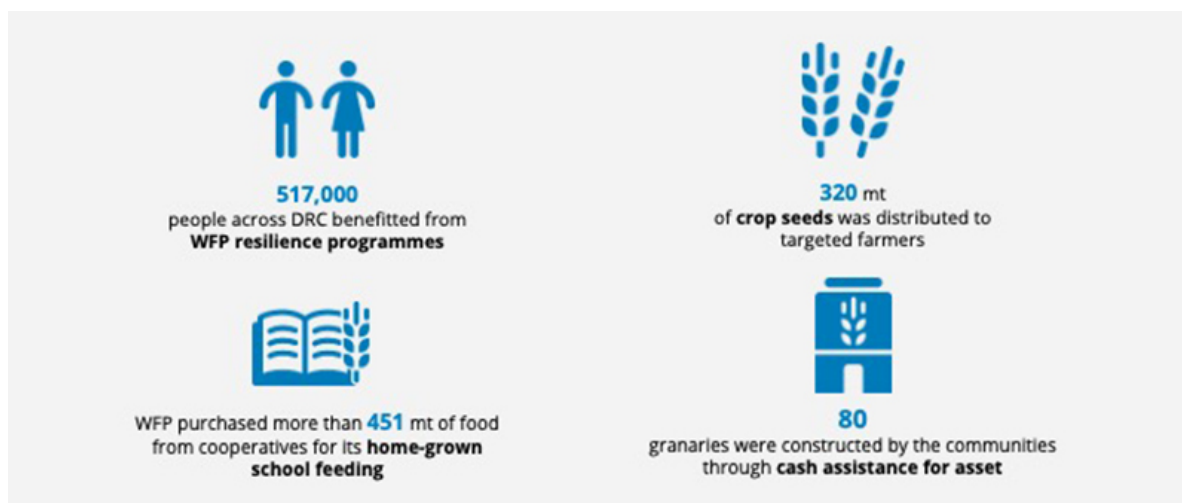 517,000
people across DRC benefitted from
WFP resilience programmes
320 mt
of crop seeds was distributed to
targeted farmers
WFP purchased more than 451 mt of food
from cooperatives for its home-grown
school feeding
80
granaries were constructed by the communities
through cash assistance for asset